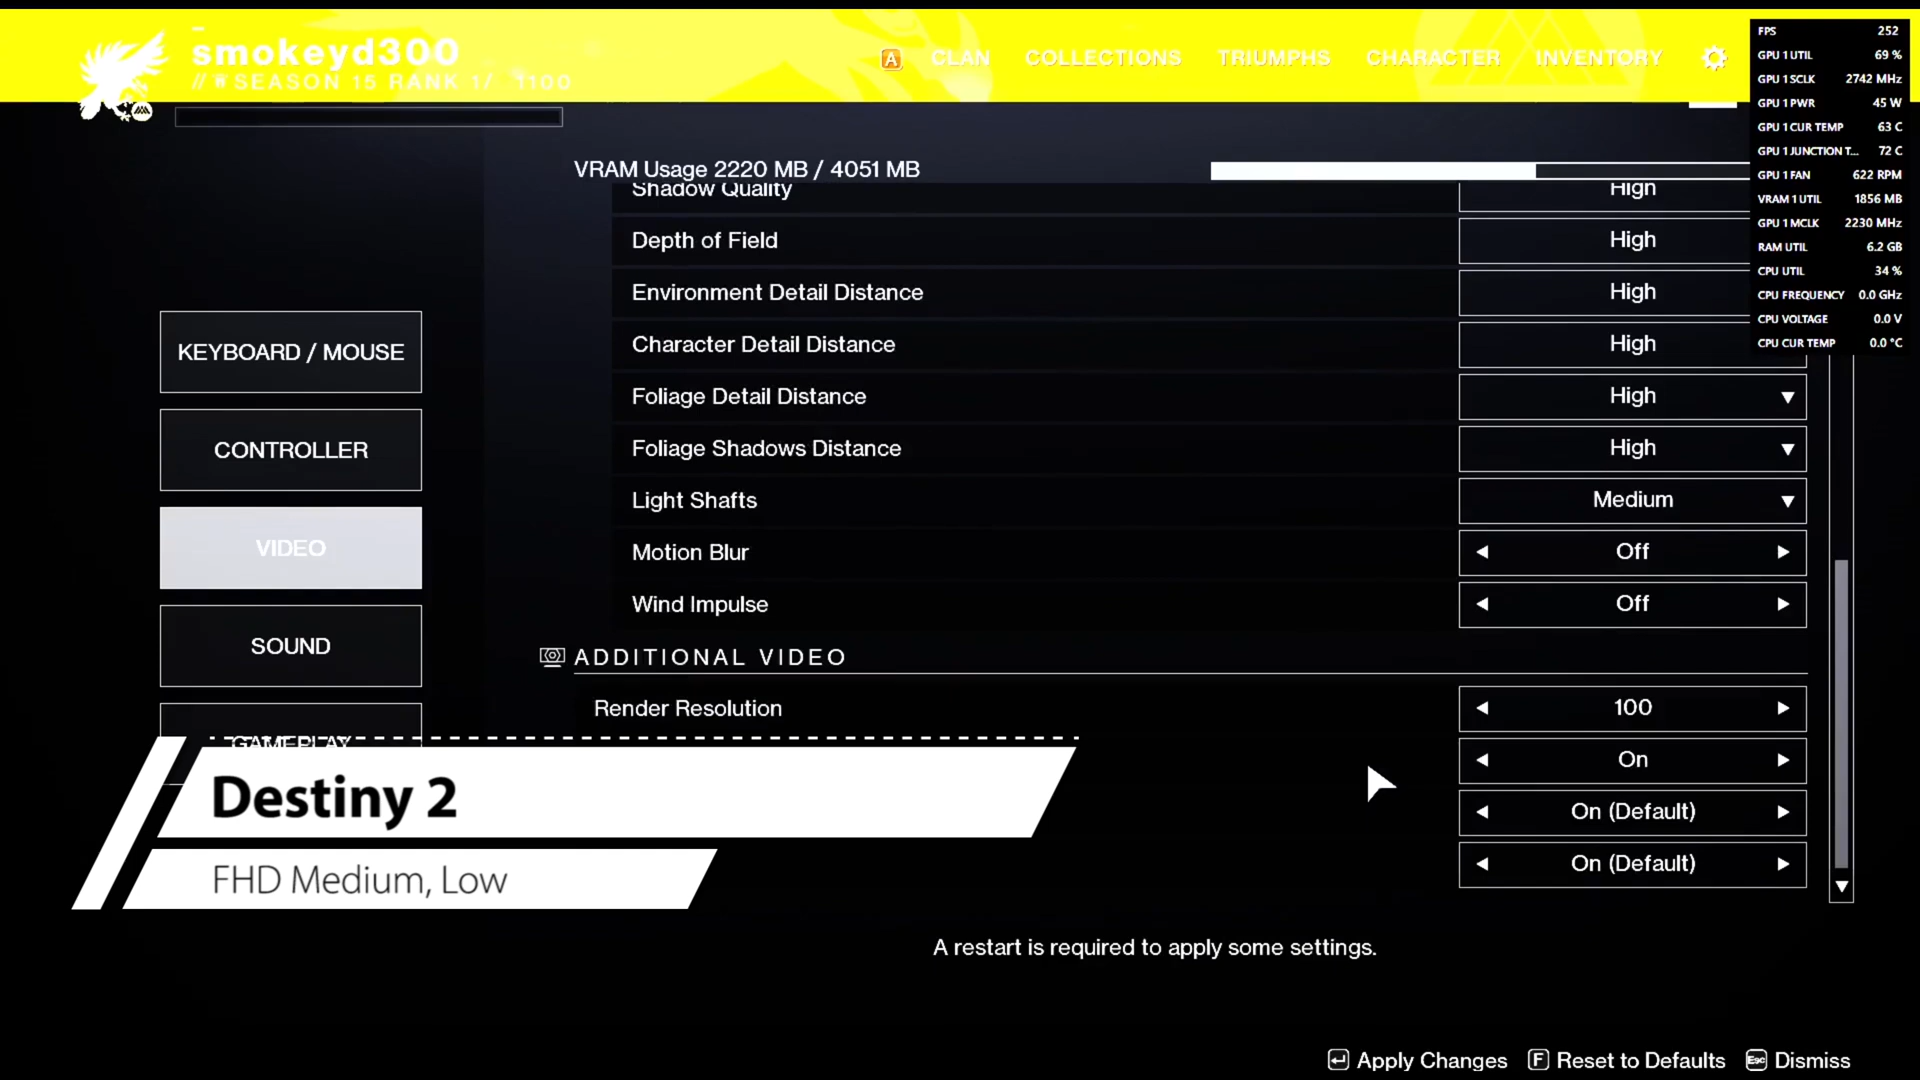 smokeyd300
// SEASON 15 RANK 1/ 1100
A CLAN COLLECTIONS TRIUMPHS CHARACTER INVENTORY
FPS 252
GPU 1 UTIL 69 %
GPU 1 SCLK 2742 MHz
GPU 1 PWR 45 W
GPU 1 CUR TEMP 63 C
GPU 1 JUNCTION T... 72 C
GPU 1 FAN 622 RPM
VRAM 1 UTIL 1856 MB
GPU 1 MCLK 2230 MHz
RAM UTIL 6.2 GB
CPU UTIL 34 %
CPU FREQUENCY 0.0 GHz
CPU VOLTAGE 0.0 V
CPU CUR TEMP 0.0 °C
VRAM Usage 2220 MB / 4051 MB
Shadow Quality High
Depth of Field High
Environment Detail Distance High
Character Detail Distance High
Foliage Detail Distance High
Foliage Shadows Distance High
Light Shafts Medium
Motion Blur Off
Wind Impulse Off
KEYBOARD / MOUSE
CONTROLLER
VIDEO
SOUND
GAMEPLAY
ADDITIONAL VIDEO
Render Resolution 100
On
On (Default)
On (Default)
Destiny 2
FHD Medium, Low
A restart is required to apply some settings.
Apply Changes F Reset to Defaults Esc Dismiss